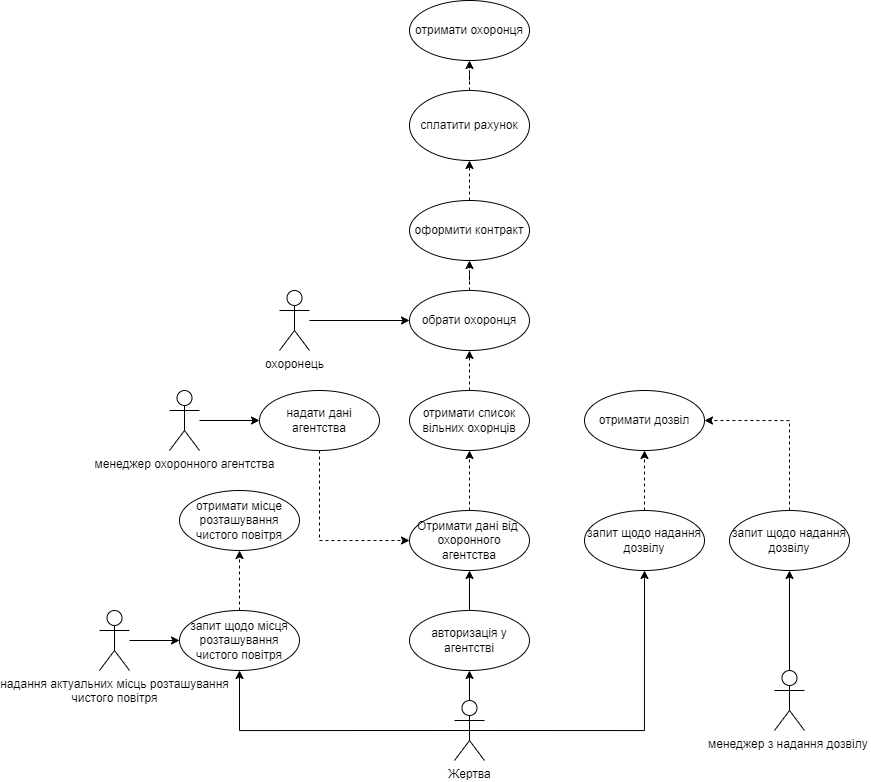 отримати охоронця
сплатити рахунок
оформити контракт
обрати охоронця
охоронець
надати дані
агентства
отримати список
вільних охорнців
отримати дозвіл
менеджер охоронного агентства
отримати місце
розташування
чистого повітря
Отримати дані від
охоронного
агентства
запит щодо надання
дозвілу
запит щодо надання
дозвілу
запит щодо місця
розташування
чистого повітря
авторизація у
агентстві
надання актуальних місць розташування
чистого повітря
менеджер з надання дозвілу
Жертва